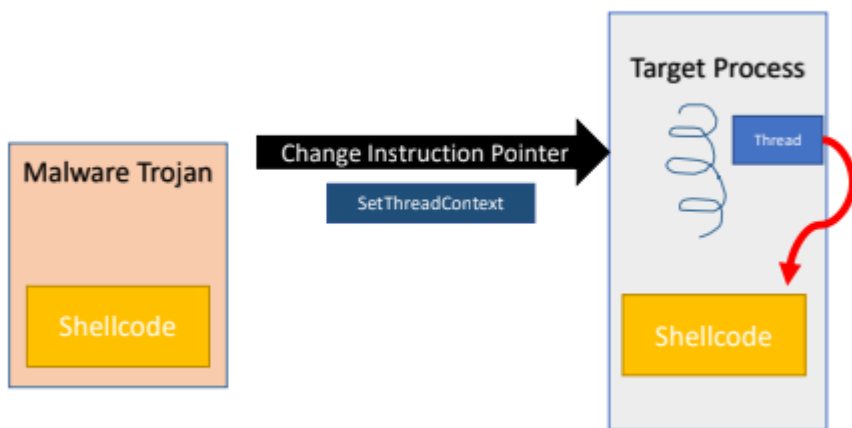 Malware Trojan
Shellcode
Change Instruction Pointer
SetThreadContext
Target Process
Thread
Shellcode